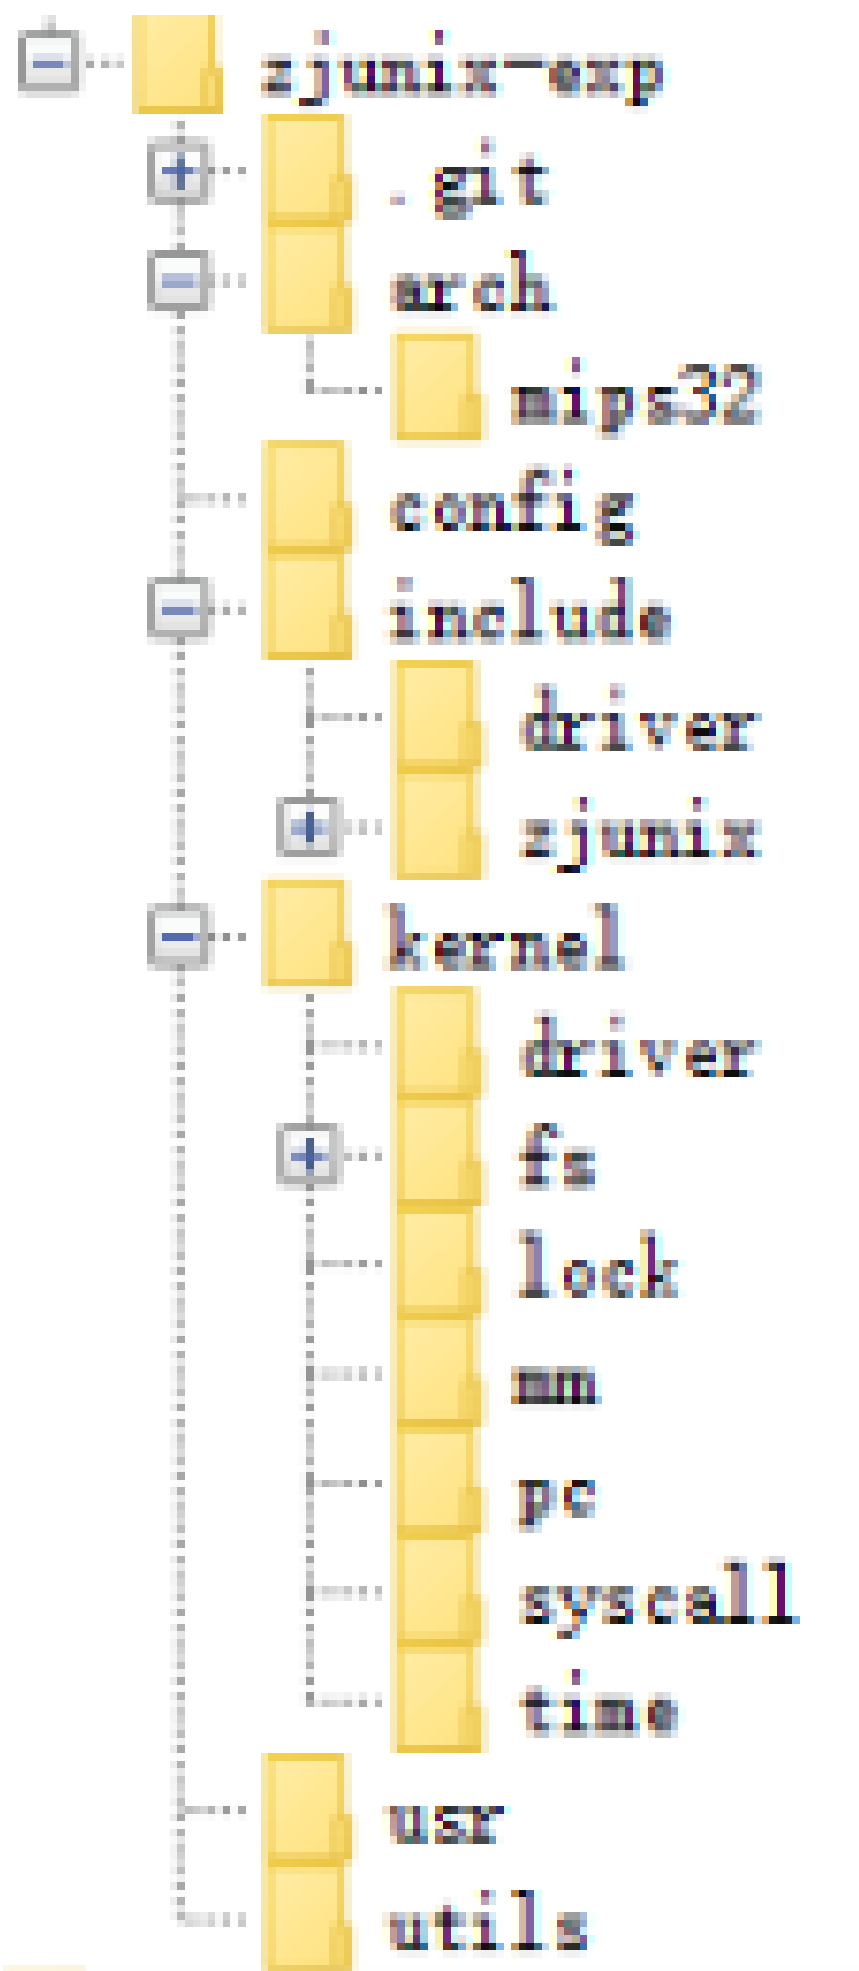 zjunix-exp
.git
arch
mips32
config
include
driver
zjunix
kernel
driver
fs
lock
mm
pc
syscall
time
usr
utils